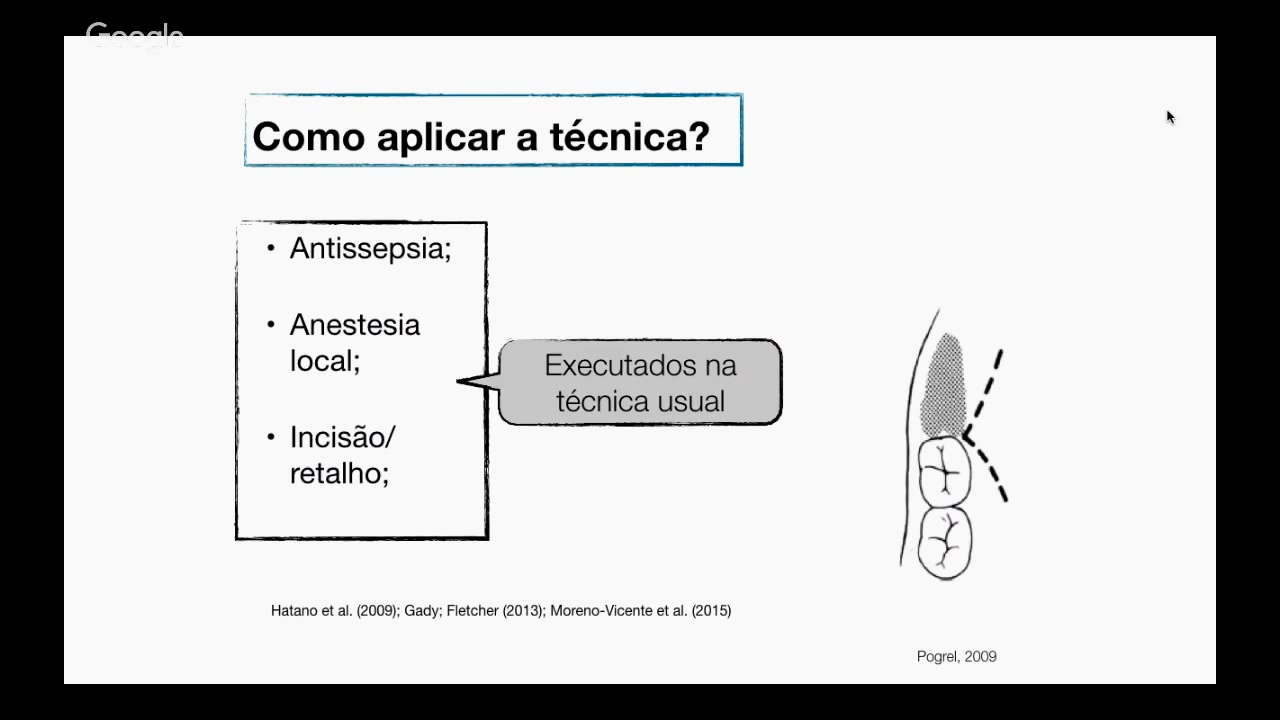 Google
Como aplicar a técnica?
• Antissepsia;
• Anestesia
local;
• Incisão/
retalho;
Executados na
técnica usual
Hatano et al. (2009); Gady; Fletcher (2013); Moreno-Vicente et al. (2015)
Pogrel, 2009